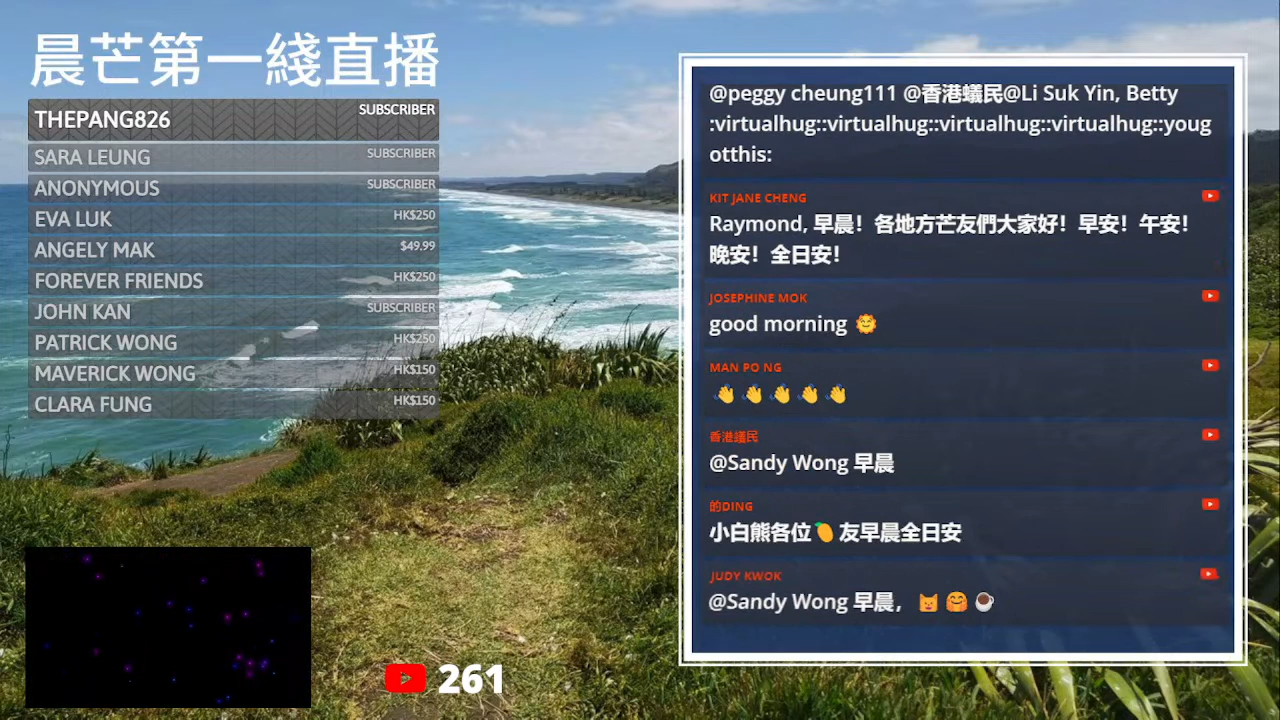 晨芒第一綫直播
THEPANG826 SUBSCRIBER
SARA LEUNG SUBSCRIBER
ANONYMOUS SUBSCRIBER
EVA LUK HK$250
ANGELY MAK $49.99
FOREVER FRIENDS HK$250
JOHN KAN SUBSCRIBER
PATRICK WONG HK$250
MAVERICK WONG HK$150
CLARA FUNG HK$150
261
@peggy cheung111 @香港蟻民@Li Suk Yin, Betty
:virtualhug::virtualhug::virtualhug::virtualhug::youg
otthis:
KIT JANE CHENG
Raymond, 早晨！各地方芒友們大家好！早安！午安！
晚安！全日安！
JOSEPHINE MOK
good morning 🌞
MAN PO NG
👋👋👋👋👋
香港蟻民
@Sandy Wong 早晨
的DING
小白熊各位🥭友早晨全日安
JUDY KWOK
@Sandy Wong 早晨，😺🤗☕